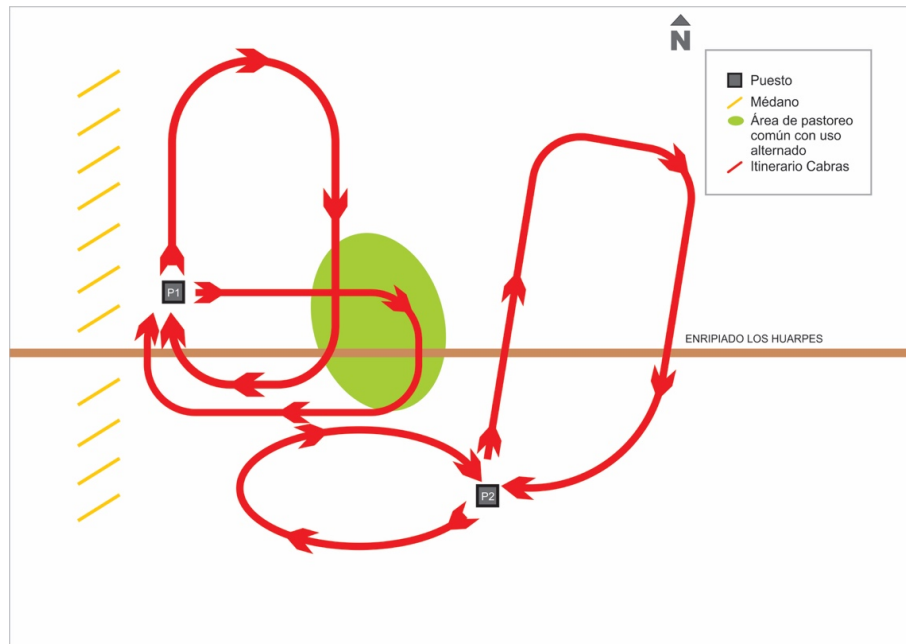 N
Puesto
Médano
Área de pastoreo
común con uso
alternado
Itinerario Cabras
P1
ENRIPIADO LOS HUARPES
P2